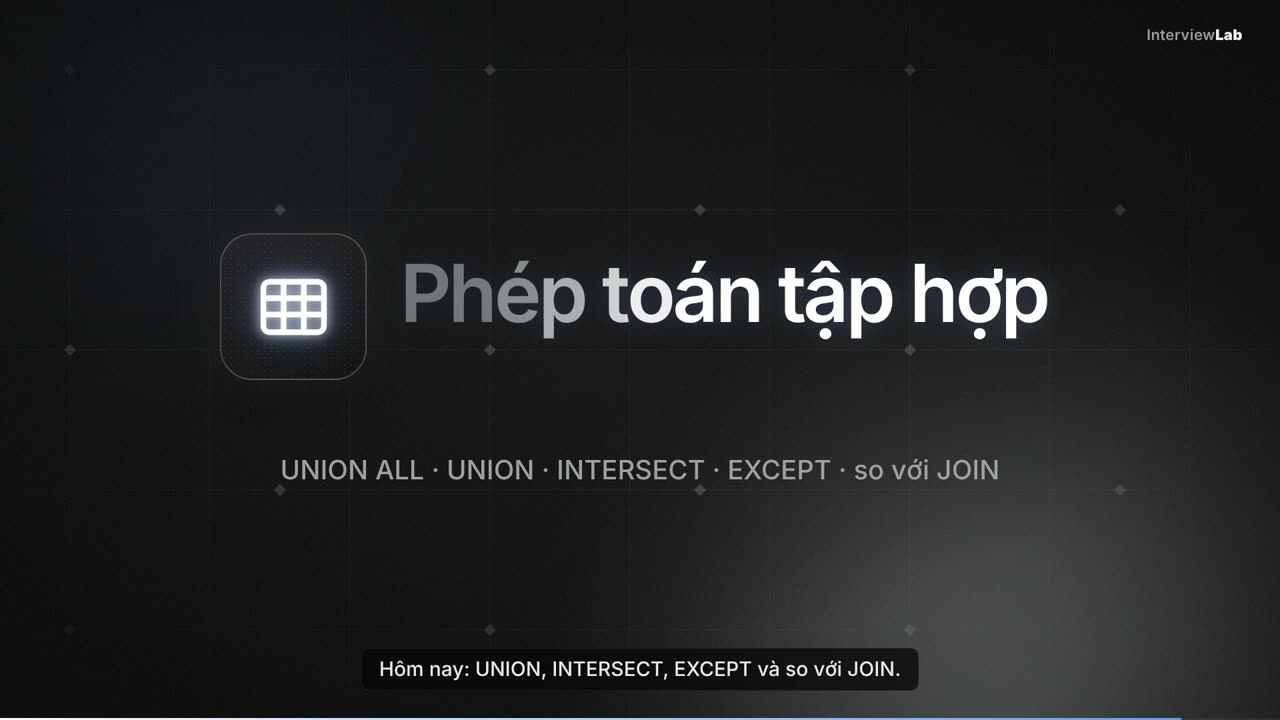 InterviewLab
Phép toán tập hợp
UNION ALL · UNION · INTERSECT · EXCEPT · so với JOIN
Hôm nay: UNION, INTERSECT, EXCEPT và so với JOIN.